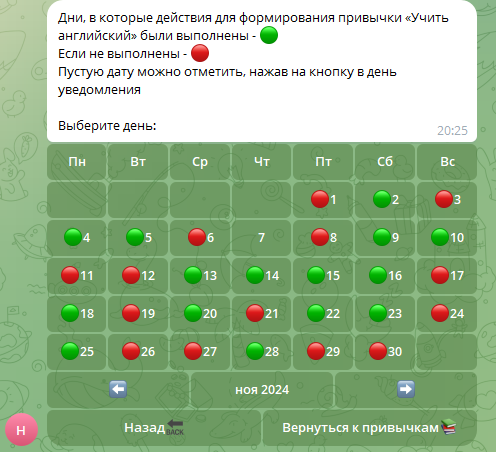 Дни, в которые действия для формирования привычки «Учить
английский» были выполнены - 🟢
Если не выполнены - 🔴
Пустую дату можно отметить, нажав на кнопку в день
уведомления
Выберите день:
20:25
Пн Вт Ср Чт Пт Сб Вс
🔴1 🟢2 🔴3
🟢4 🟢5 🔴6 7 🔴8 🟢9 🟢10
🔴11 🔴12 🟢13 🟢14 🟢15 🟢16 🔴17
🟢18 🔴19 🟢20 🔴21 🟢22 🟢23 🔴24
🟢25 🔴26 🔴27 🟢28 🔴29 🔴30
⬅️ ноя 2024 ➡️
Н Назад🔙 Вернуться к привычкам📚